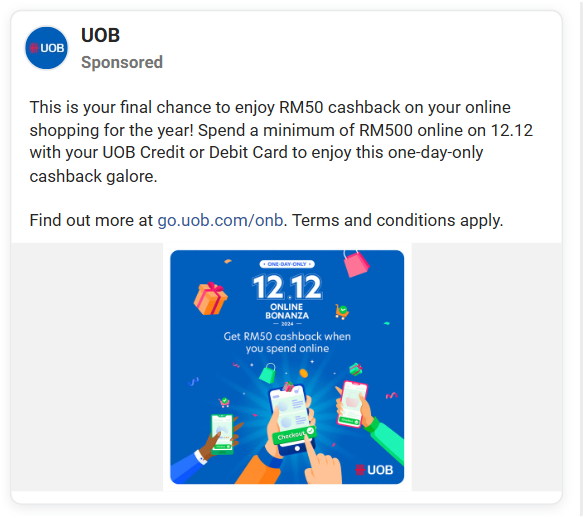 UOB
UOB
Sponsored
This is your final chance to enjoy RM50 cashback on your online
shopping for the year! Spend a minimum of RM500 online on 12.12
with your UOB Credit or Debit Card to enjoy this one-day-only
cashback galore.
Find out more at go.uob.com/onb. Terms and conditions apply.
ONE-DAY-ONLY
12.12
ONLINE
BONANZA
2024
Get RM50 cashback when
you spend online
Checkout
UOB